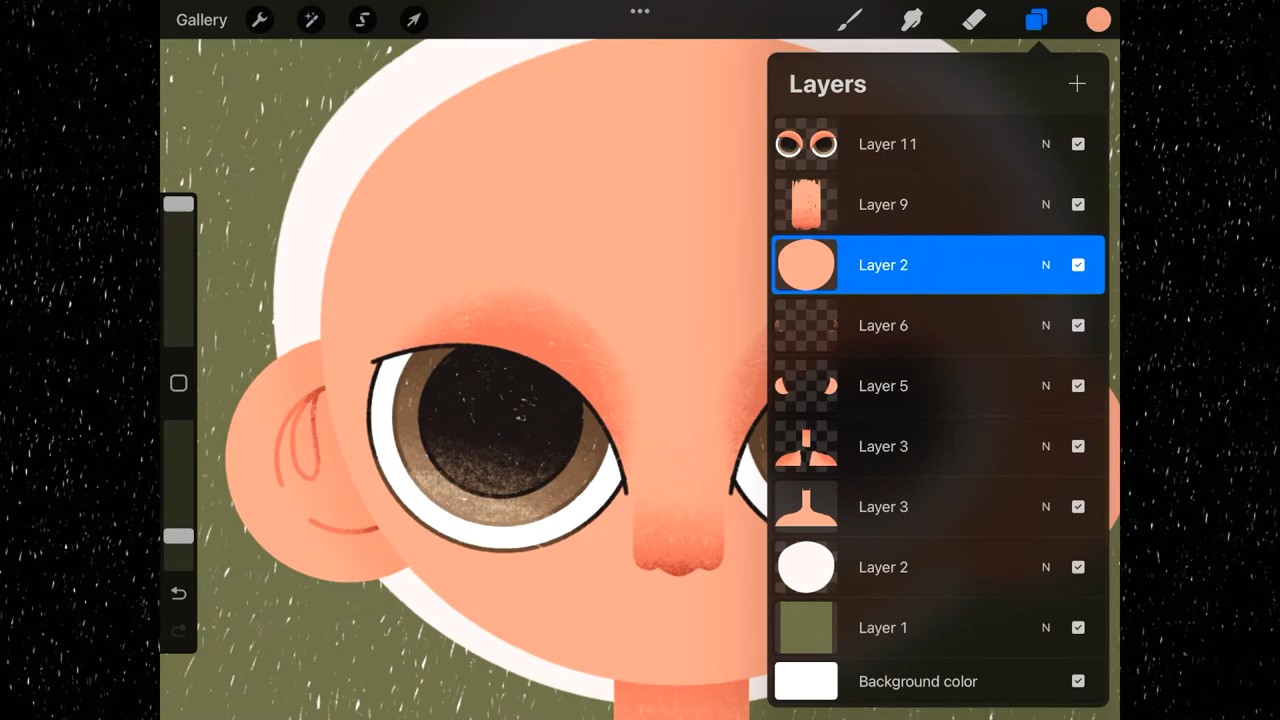 Gallery
Layers
Layer 11 N
Layer 9 N
Layer 2 N
Layer 6 N
Layer 5 N
Layer 3 N
Layer 3 N
Layer 2 N
Layer 1 N
Background color